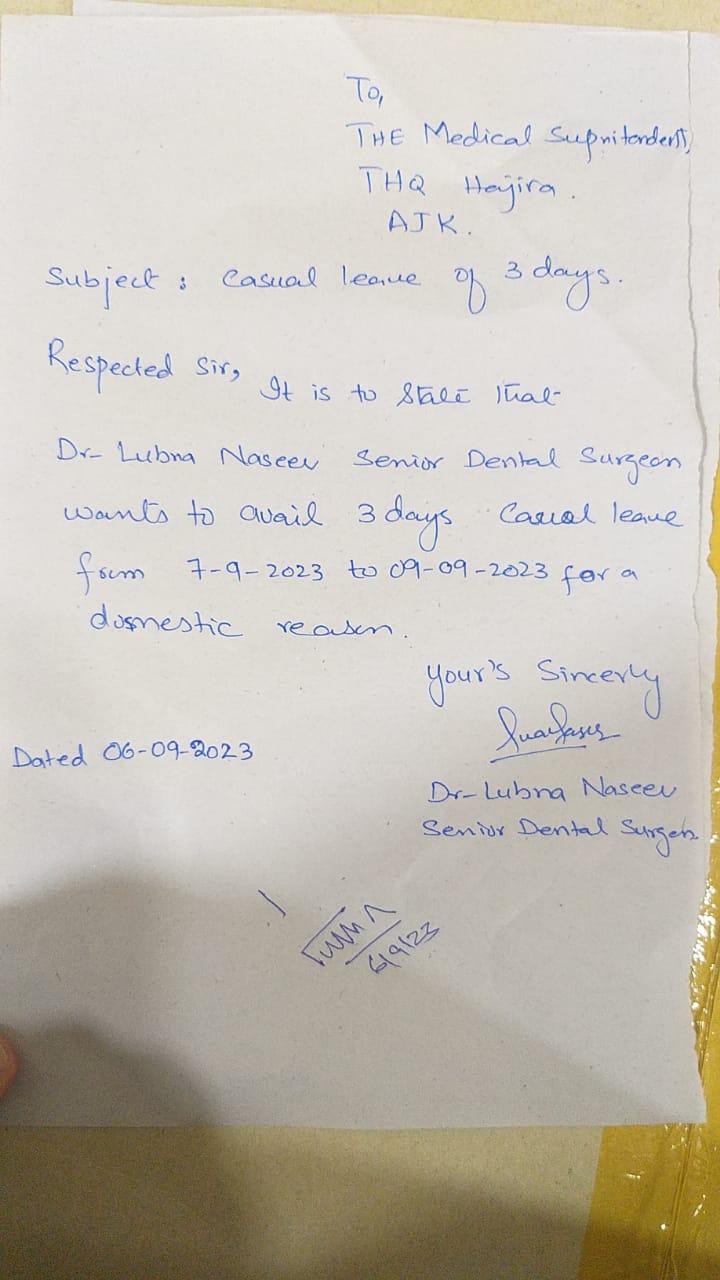 To,
THE Medical Supnitendent,
THQ Hajira.
AJK.
Subject : Casual leave of 3 days.
Respected Sir,
It is to State that
Dr- Lubna Naseer Senior Dental Surgeon
wants to avail 3 days Casual leave
from 7-9-2023 to 09-09-2023 for a
domestic reason.
Your's Sincerly
Dated 06-09-2023
Dr- Lubna Naseer
Senior Dental Surgeon
6/9/23